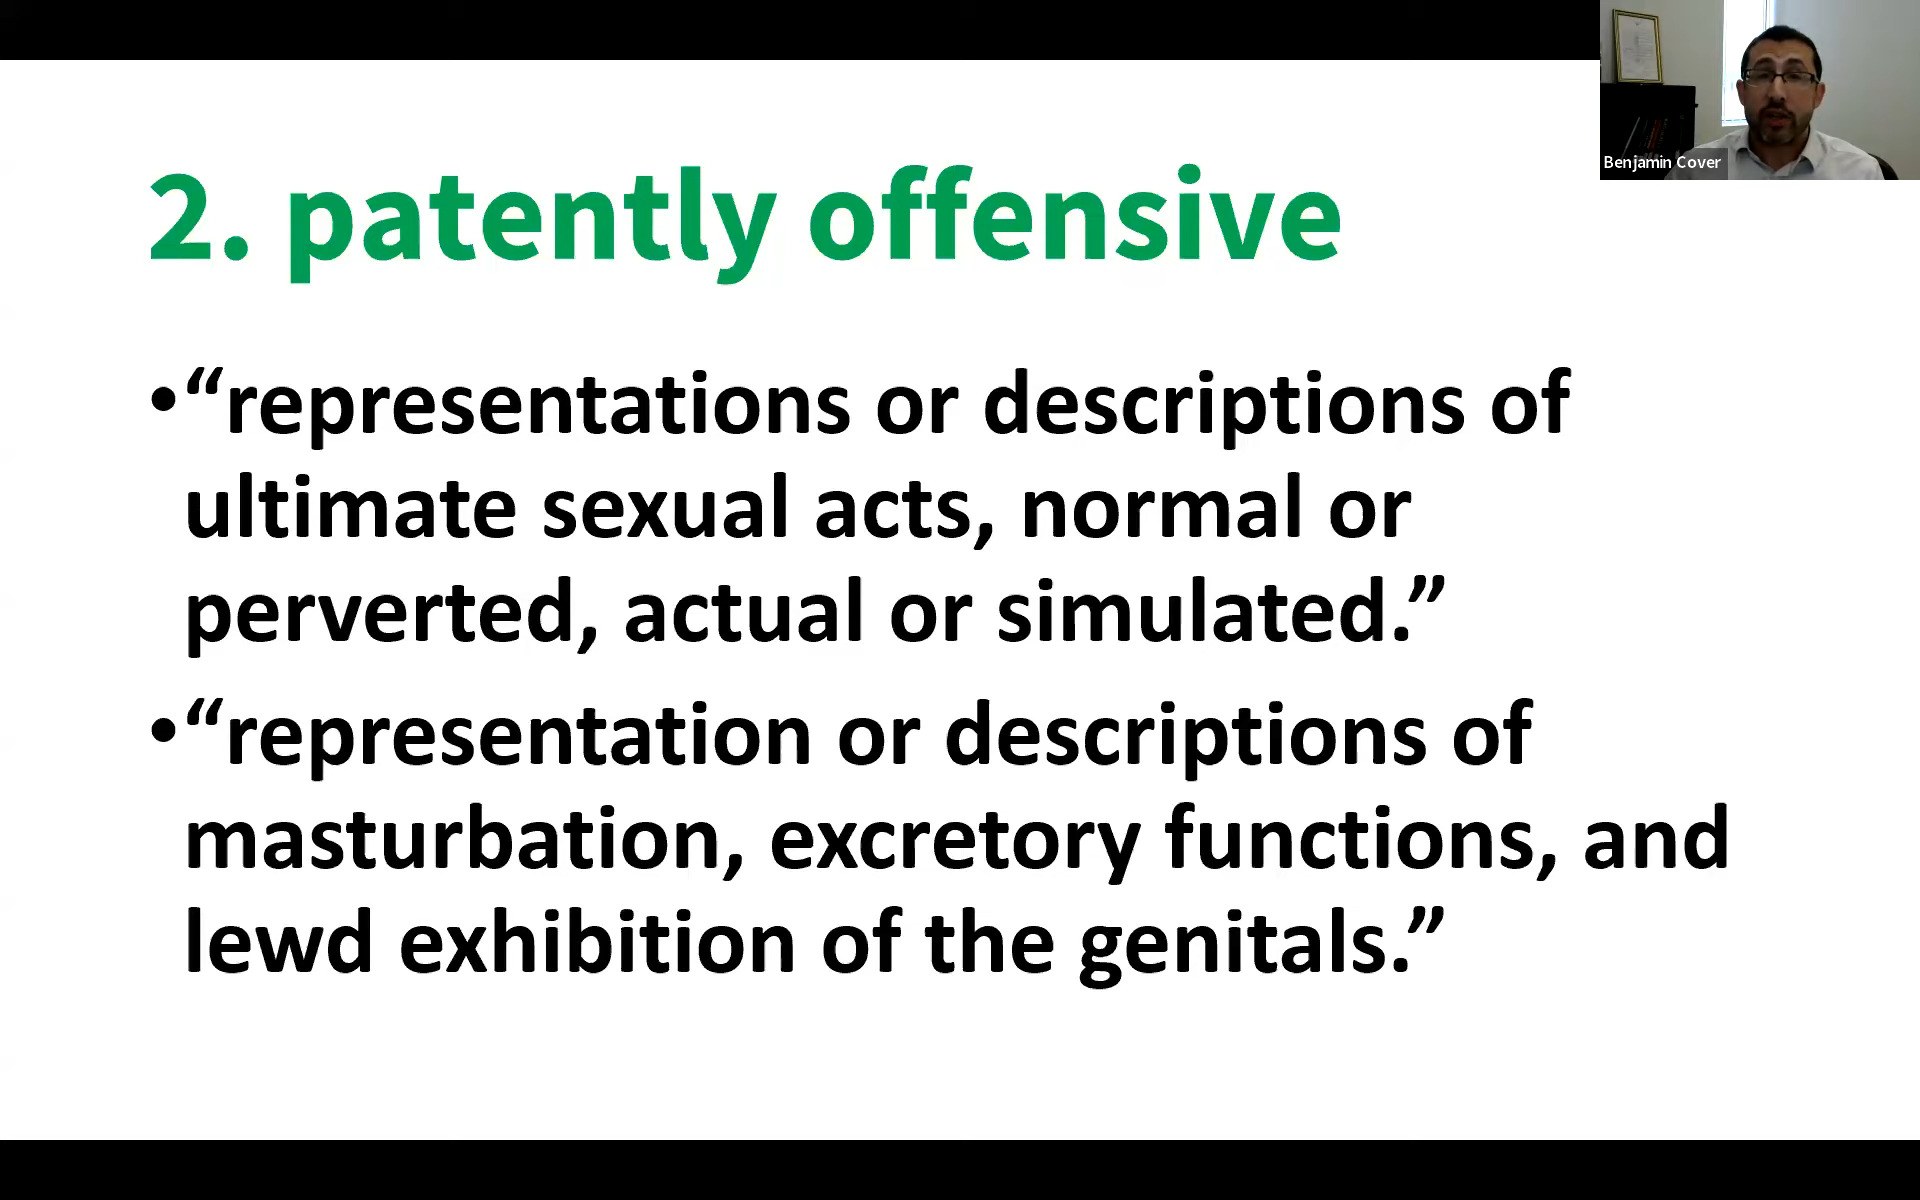 Benjamin Cover
2. patently offensive
•“representations or descriptions of
ultimate sexual acts, normal or
perverted, actual or simulated.”
•“representation or descriptions of
masturbation, excretory functions, and
lewd exhibition of the genitals.”